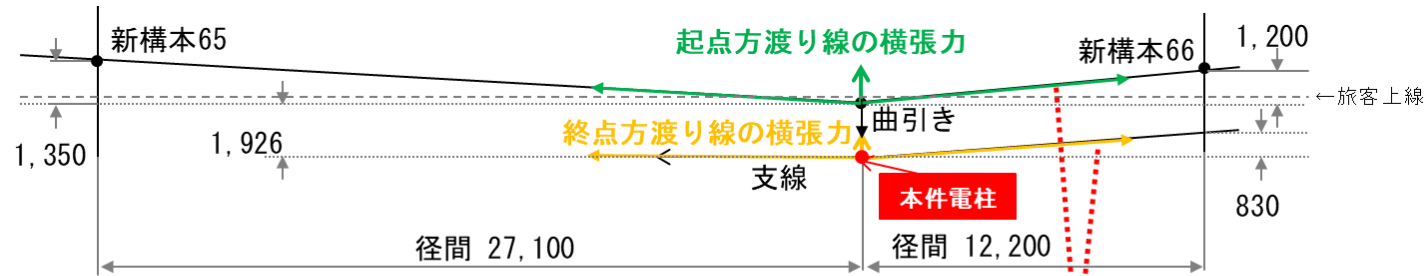 新構本65
起点方渡り線の横張力
新構本66
1,200
←旅客上線
曲引き
終点方渡り線の横張力
1,350
1,926
支線
本件電柱
830
径間 27,100
径間 12,200